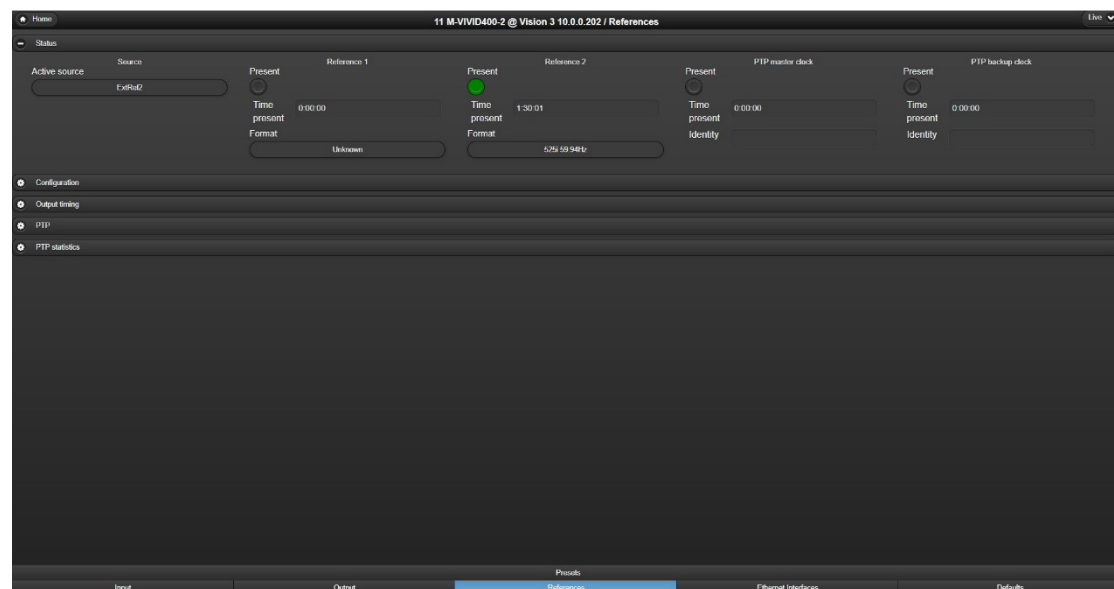 Home
11 M-VIVID400-2 @ Vision 3 10.0.0.202 / References
Live
Status
Source
Active source
ExtRef2
Reference 1
Present
Time present
0:00:00
Format
Unknown
Reference 2
Present
Time present
1:30:01
Format
525i 59.94Hz
PTP master clock
Present
Time present
0:00:00
Identity
PTP backup clock
Present
Time present
0:00:00
Identity
Configuration
Output timing
PTP
PTP statistics
Presets
Input
Output
References
Ethernet Interfaces
Defaults